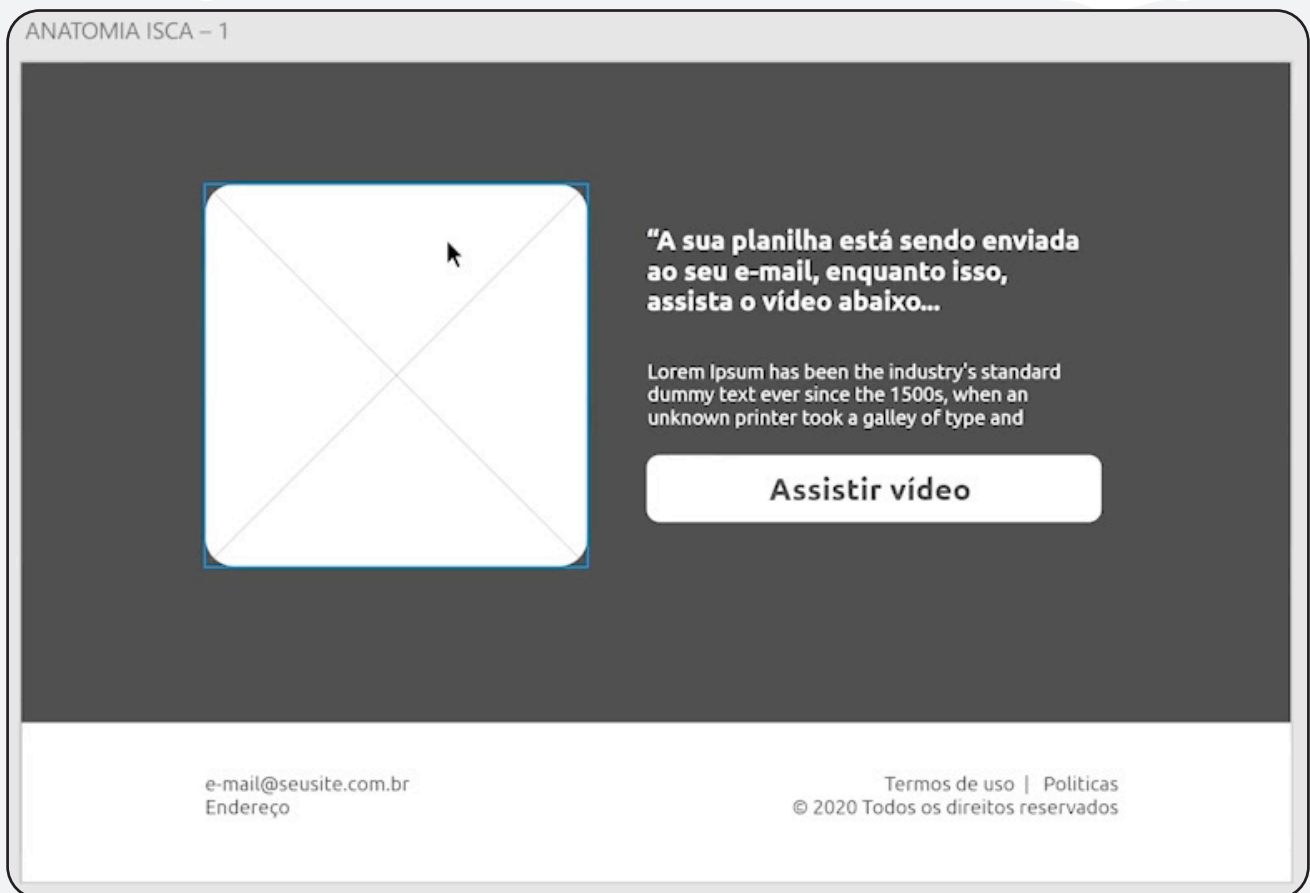 ANATOMIA ISCA – 1
“A sua planilha está sendo enviada
ao seu e-mail, enquanto isso,
assista o vídeo abaixo...
Lorem Ipsum has been the industry's standard
dummy text ever since the 1500s, when an
unknown printer took a galley of type and
Assistir vídeo
e-mail@seusite.com.br
Endereço
Termos de uso | Politicas
© 2020 Todos os direitos reservados